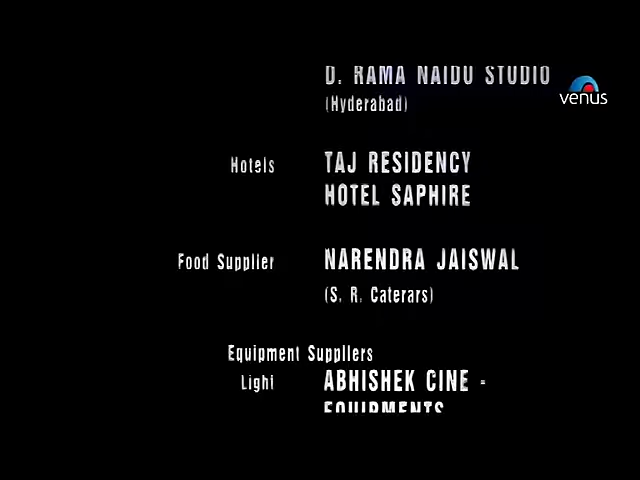 D. RAMA NAIDU STUDIO
(Hyderabad)
venus
Hotels TAJ RESIDENCY
HOTEL SAPHIRE
Food Supplier NARENDRA JAISWAL
(S. R. Caterars)
Equipment Suppliers
Light ABHISHEK CINE -
EQUIPMENTS